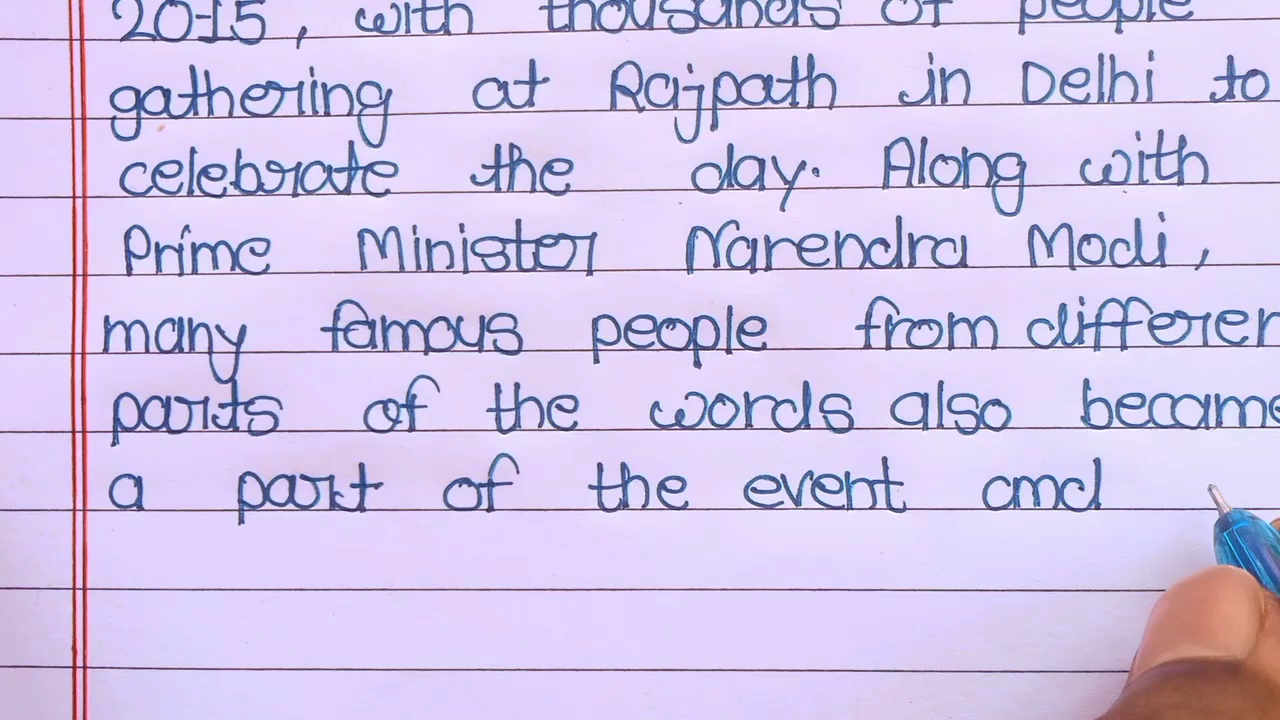 2015, with thousands of people
gathering at Rajpath in Delhi to
celebrate the day. Along with
Prime Minister Narendra Modi,
many famous people from differen
parts of the words also became
a part of the event and